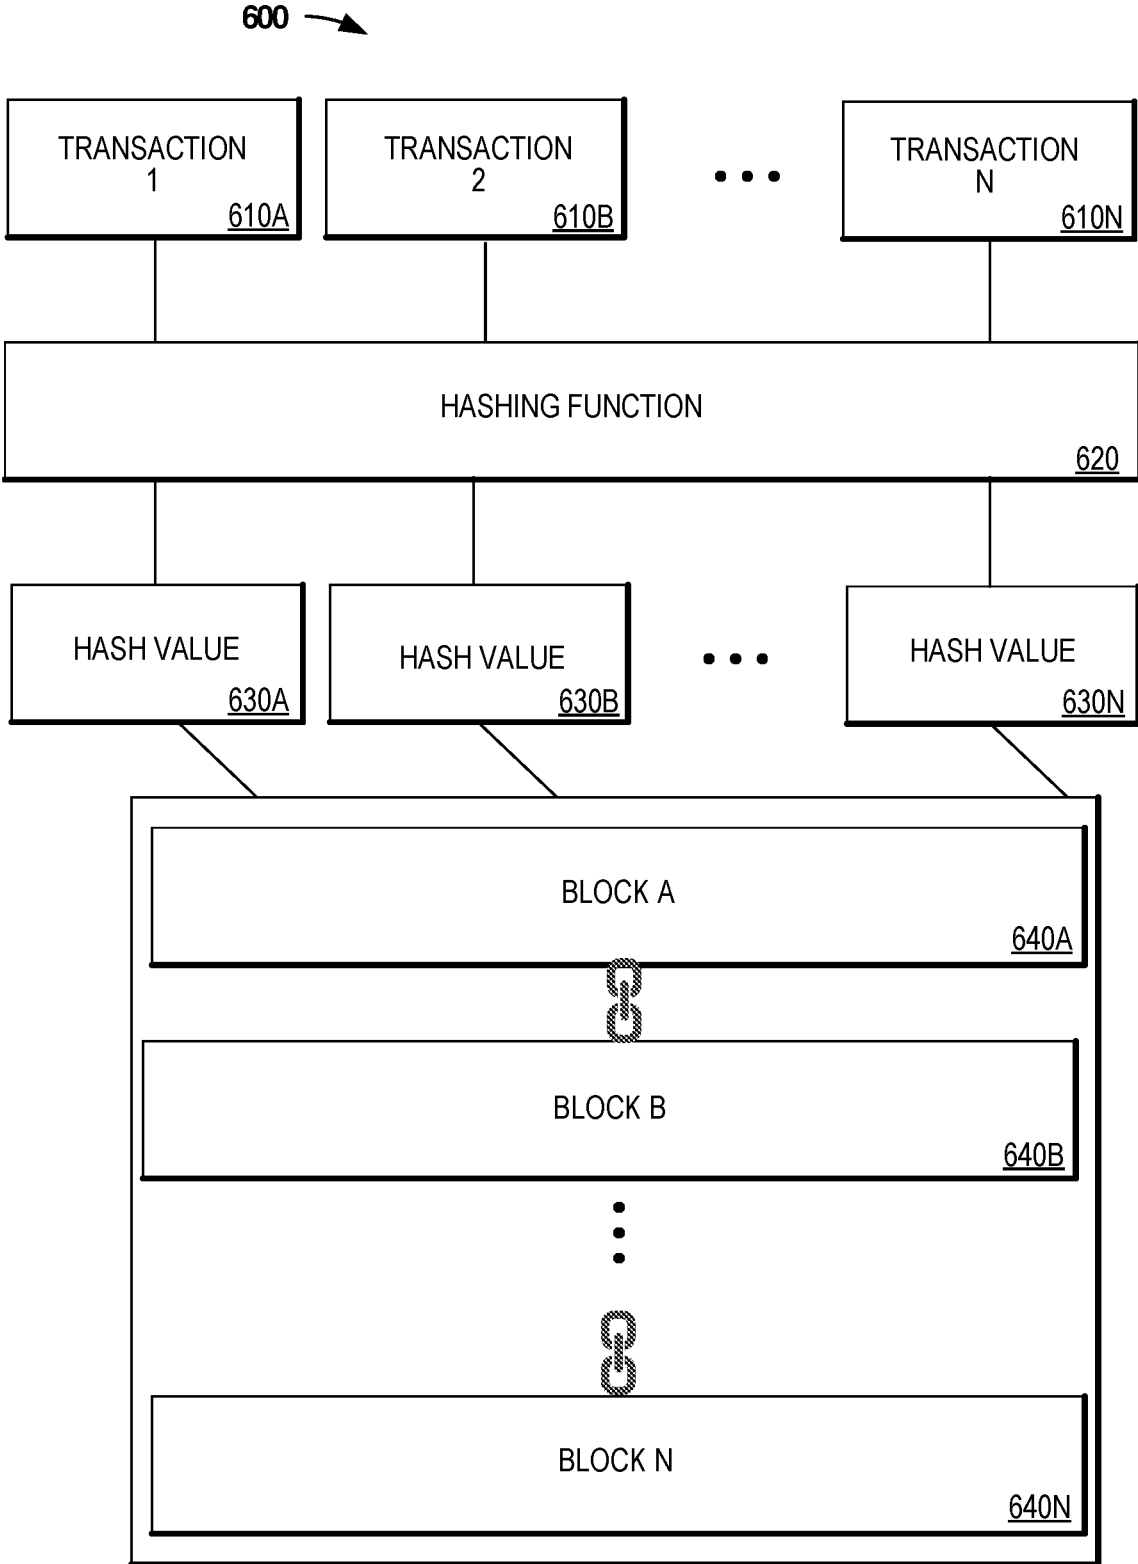 600
TRANSACTION
1
610A
TRANSACTION
2
610B
TRANSACTION
N
610N
HASHING FUNCTION
620
HASH VALUE
630A
HASH VALUE
630B
HASH VALUE
630N
BLOCK A
640A
BLOCK B
640B
BLOCK N
640N